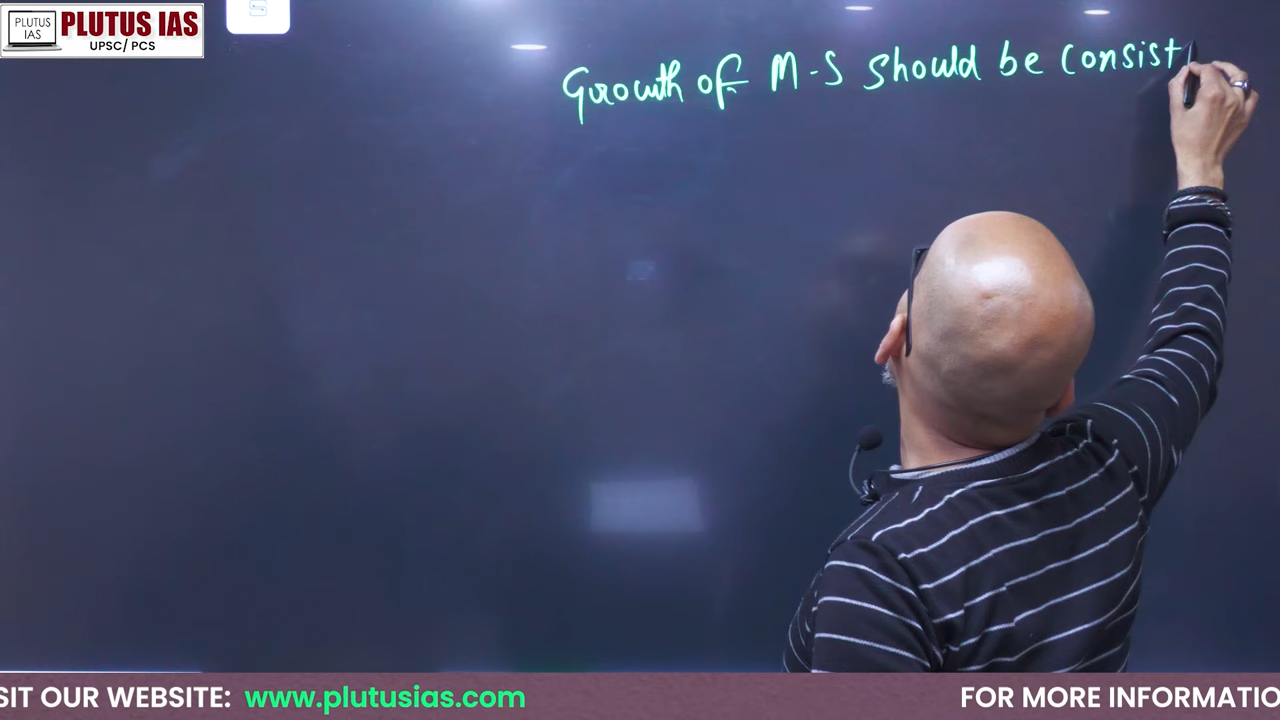 PLUTUS
IAS
PLUTUS IAS
UPSC/ PCS
Growth of M-S should be consist
SIT OUR WEBSITE: www.plutusias.com
FOR MORE INFORMATIO